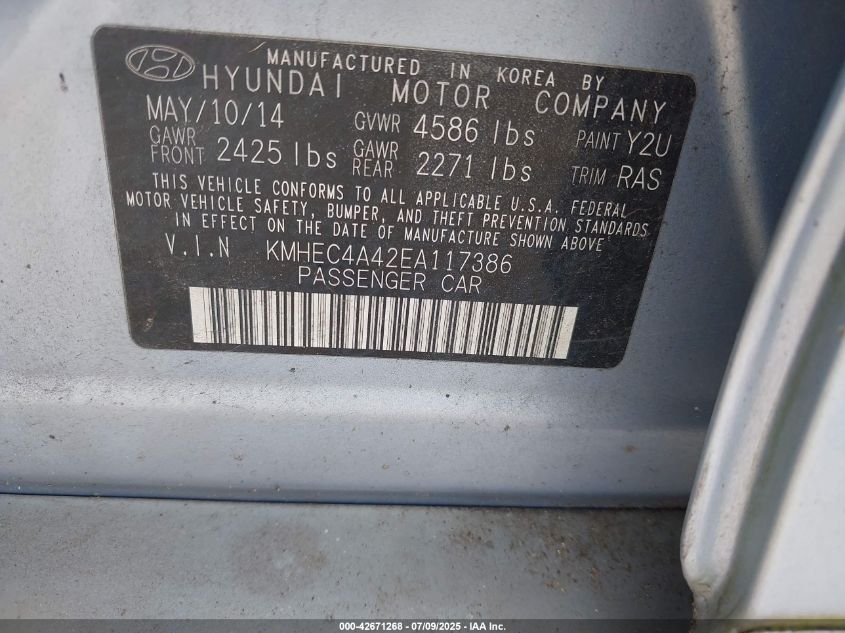 MANUFACTURED IN KOREA BY
HYUNDAI MOTOR COMPANY
MAY/10/14 GVWR 4586 lbs PAINT Y2U
GAWR FRONT 2425 lbs GAWR REAR 2271 lbs TRIM RAS
THIS VEHICLE CONFORMS TO ALL APPLICABLE U.S.A. FEDERAL
MOTOR VEHICLE SAFETY, BUMPER, AND THEFT PREVENTION STANDARDS
IN EFFECT ON THE DATE OF MANUFACTURE SHOWN ABOVE
V.I.N KMHEC4A42EA117386
PASSENGER CAR
000-42671268 - 07/09/2025 - IAA Inc.